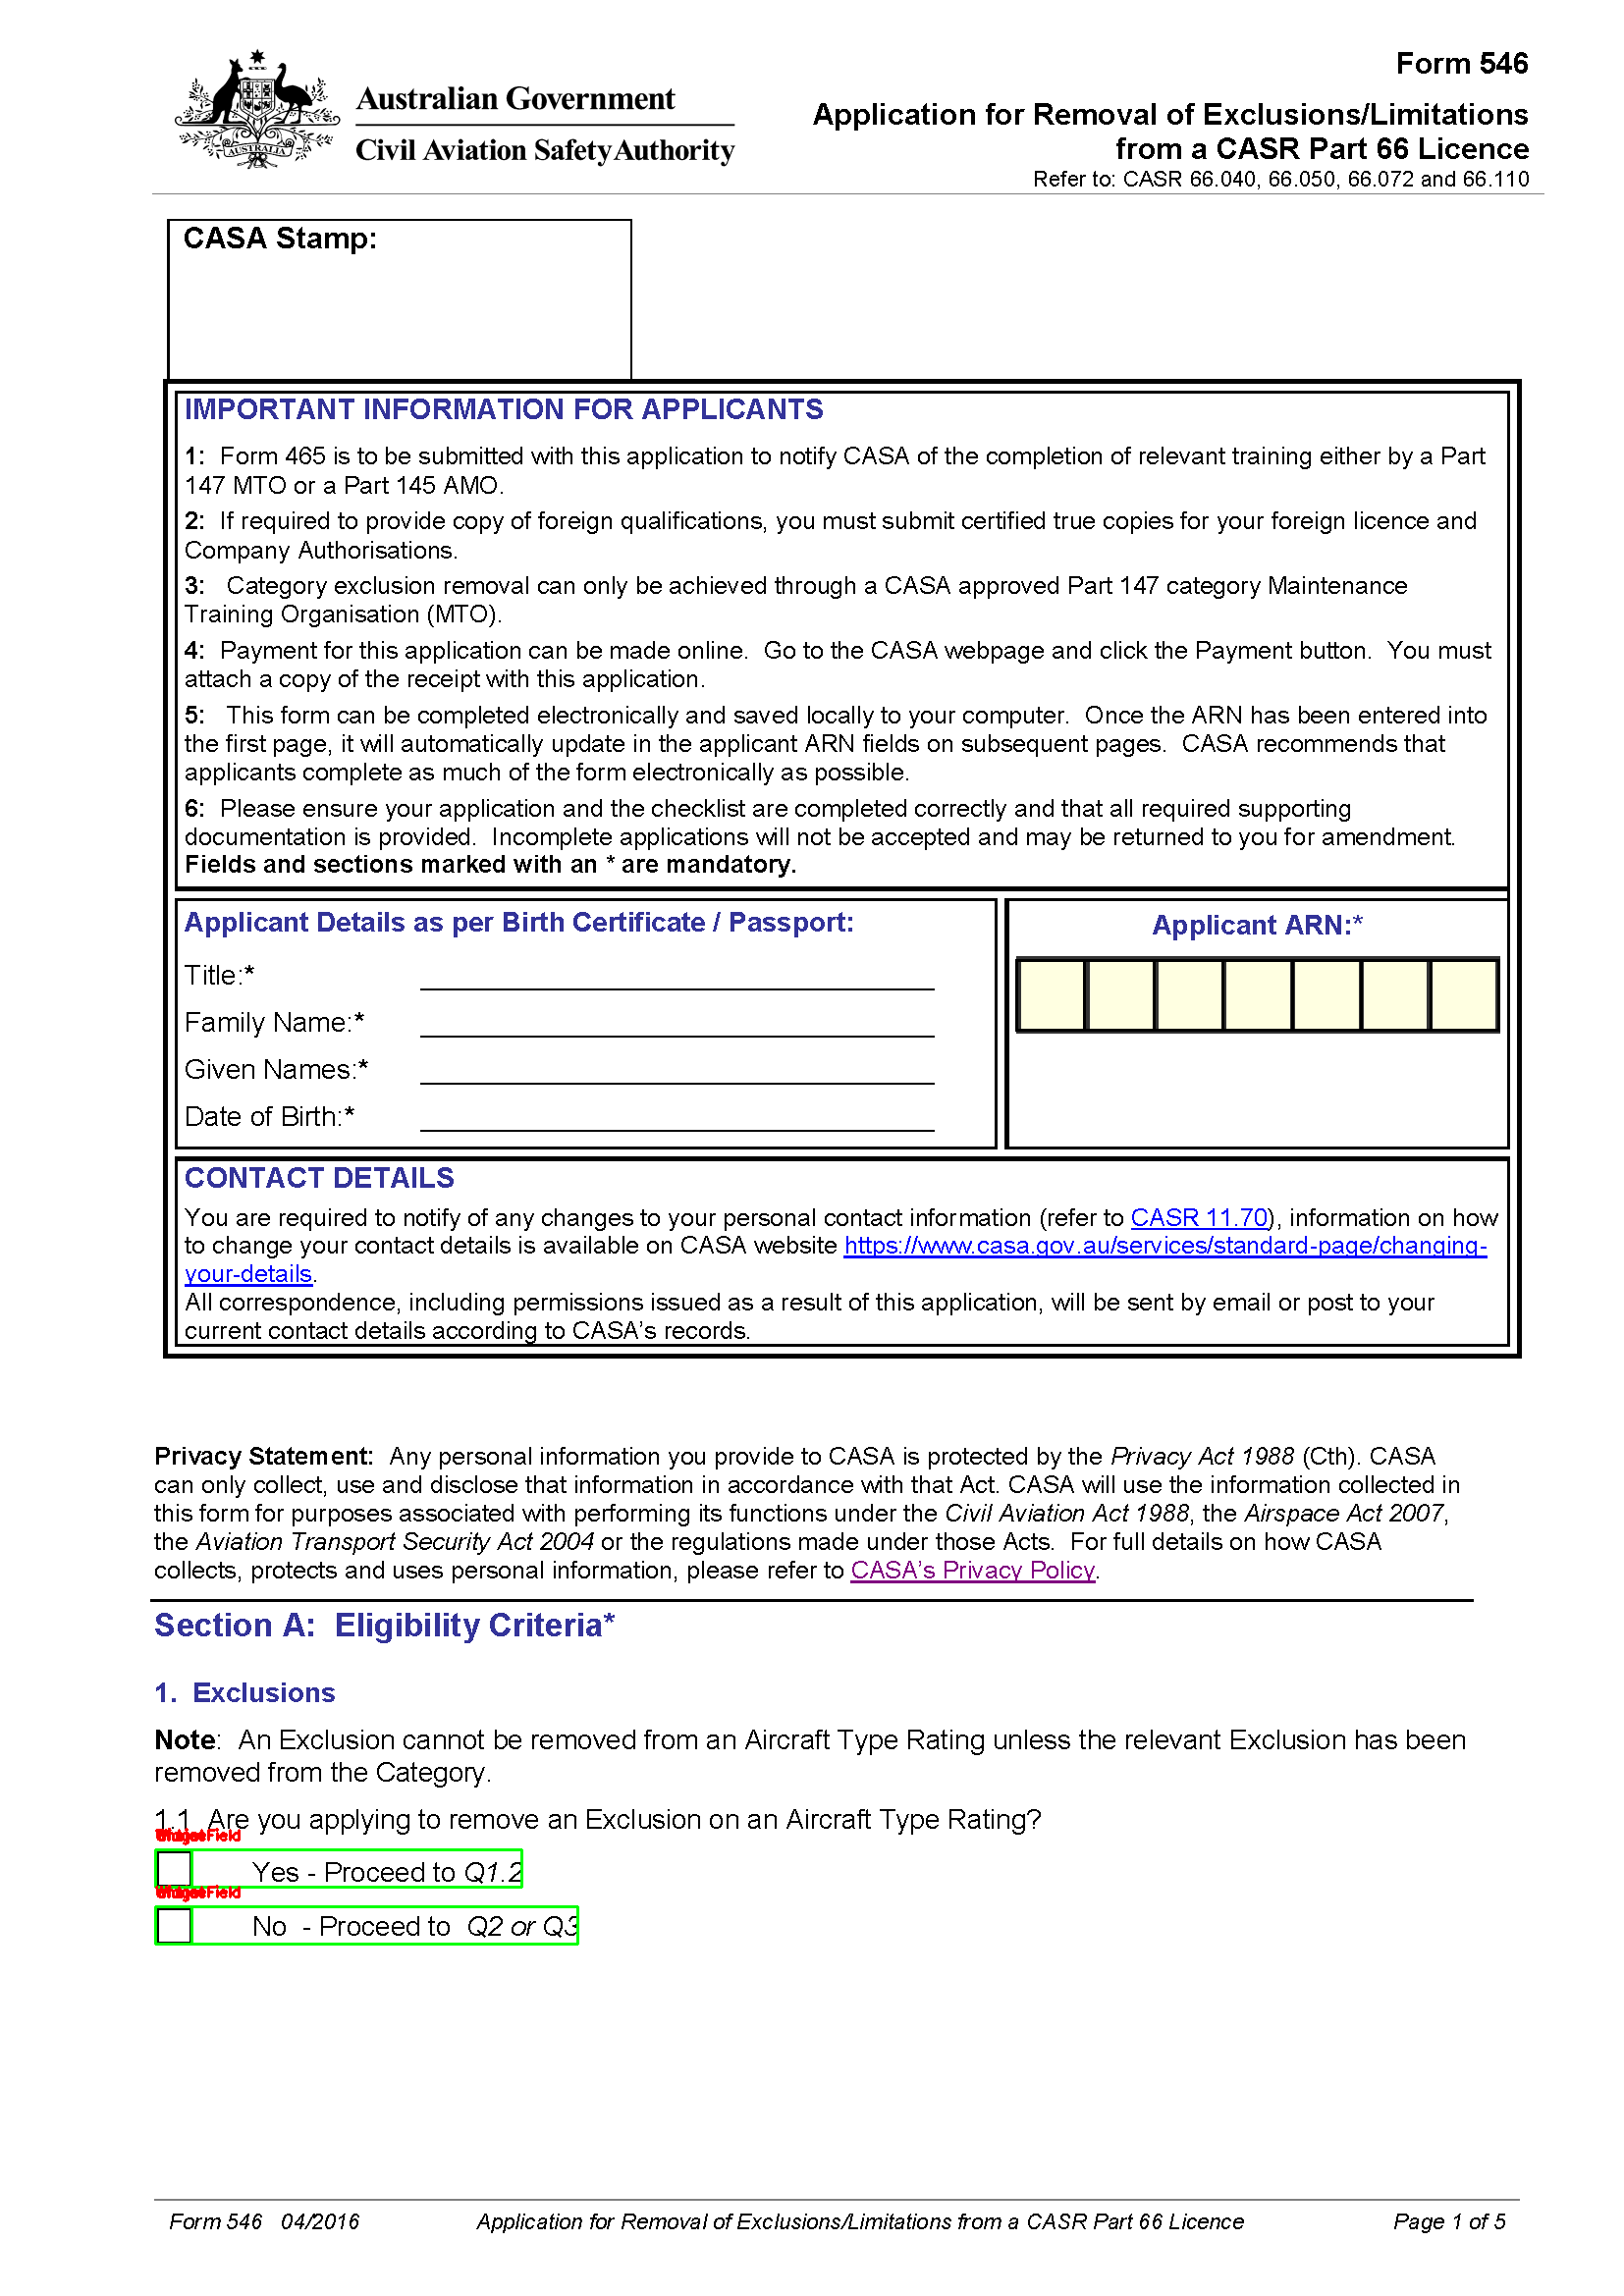 Form 546
Australian Government
Application for Removal of Exclusions/Limitations
Civil Aviation Safety Authority
from a CASR Part 66 Licence
AUSTRALIA
Refer to: CASR 66.040, 66.050, 66.072 and 66.110
CASA Stamp:
IMPORTANT INFORMATION FOR APPLICANTS
1: Form 465 is to be submitted with this application to notify CASA of the completion of relevant training either by a Part
147 MTO or a Part 145 AMO.
2: If required to provide copy of foreign qualifications, you must submit certified true copies for your foreign licence and
Company Authorisations.
3: Category exclusion removal can only be achieved through a CASA approved Part 147 category Maintenance
Training Organisation (MTO).
4: Payment for this application can be made online. Go to the CASA webpage and click the Payment button. You must
attach a copy of the receipt with this application.
5: This form can be completed electronically and saved locally to your computer. Once the ARN has been entered into
the first page, it will automatically update in the applicant ARN fields on subsequent pages. CASA recommends that
applicants complete as much of the form electronically as possible.
6: Please ensure your application and the checklist are completed correctly and that all required supporting
documentation is provided. Incomplete applications will not be accepted and may be returned to you for amendment.
Fields and sections marked with an * are mandatory.
Applicant Details as per Birth Certificate / Passport:
Applicant ARN:*
Title:*
Family Name:*
Given Names:*
Date of Birth:*
CONTACT DETAILS
You are required to notify of any changes to your personal contact information (refer to CASR 11.70), information on how
to change your contact details is available on CASA website https://www.casa.gov.au/services/standard-page/changing-
your-details.
All correspondence, including permissions issued as a result of this application, will be sent by email or post to your
current contact details according to CASA's records.
Privacy Statement: Any personal information you provide to CASA is protected by the Privacy Act 1988 (Cth). CASA
can only collect, use and disclose that information in accordance with that Act. CASA will use the information collected in
this form for purposes associated with performing its functions under the Civil Aviation Act 1988, the Airspace Act 2007,
the Aviation Transport Security Act 2004 or the regulations made under those Acts. For full details on how CASA
collects, protects and uses personal information, please refer to CASA's Privacy Policy.
Section A: Eligibility Criteria*
1. Exclusions
Note: An Exclusion cannot be removed from an Aircraft Type Rating unless the relevant Exclusion has been
removed from the Category.
1.1 Are you applying to remove an Exclusion on an Aircraft Type Rating?
Field
Yes - Proceed to Q1.2
Field
No - Proceed to Q2 or Q3
Form 546 04/2016 Application for Removal of Exclusions/Limitations from a CASR Part 66 Licence Page 1 of 5